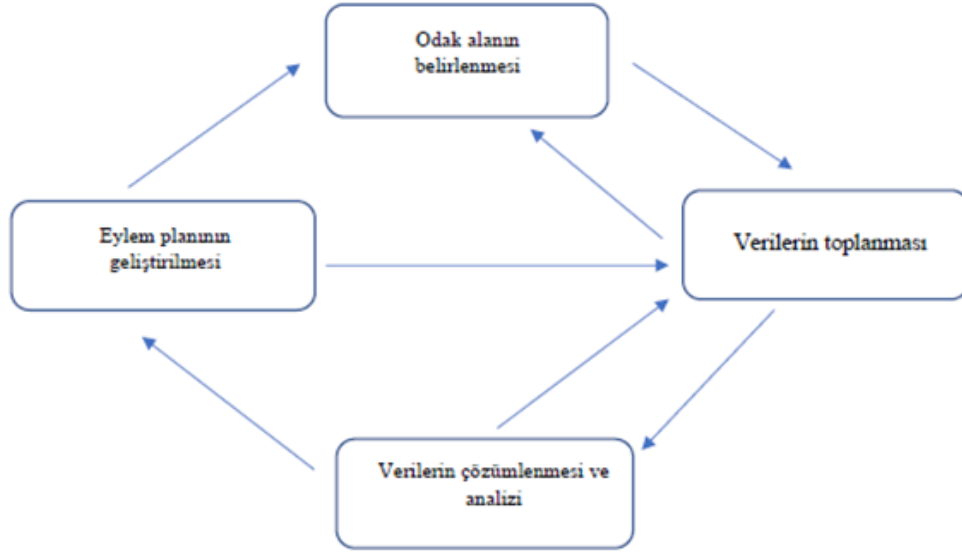 Odak alanın
belirlenmesi
Eylem planının
geliştirilmesi
Verilerin toplanması
Verilerin çözümlenmesi ve
analizi